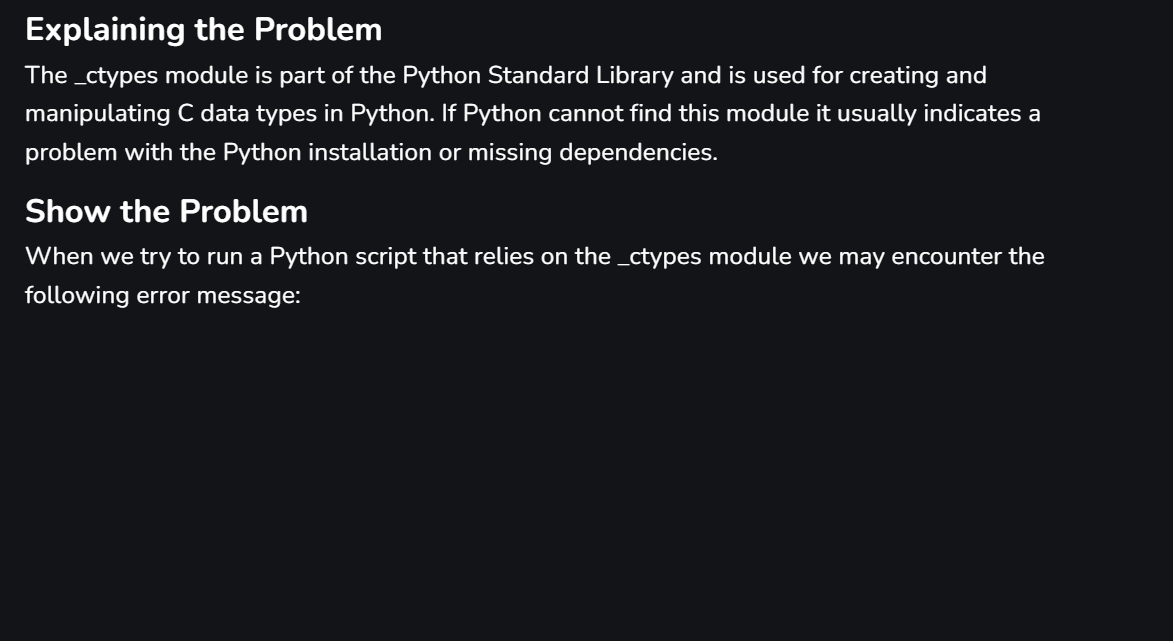 Explaining the Problem
The _ctypes module is part of the Python Standard Library and is used for creating and
manipulating C data types in Python. If Python cannot find this module it usually indicates a
problem with the Python installation or missing dependencies.
Show the Problem
When we try to run a Python script that relies on the _ctypes module we may encounter the
following error message: